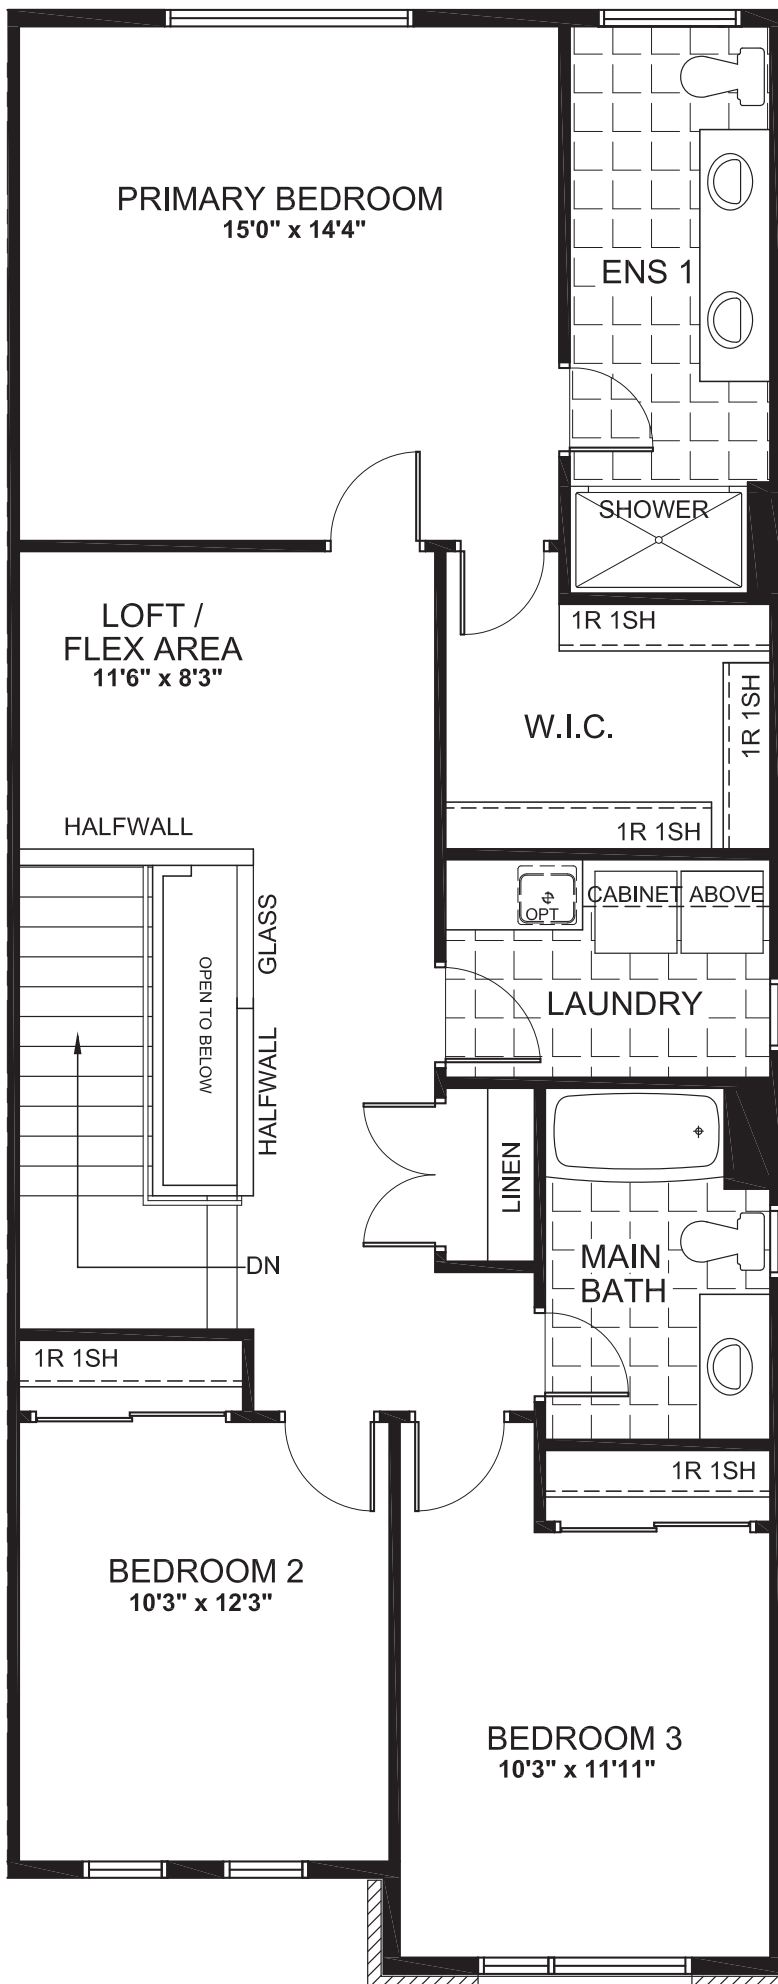 PRIMARY BEDROOM
15'0" x 14'4"
ENS 1
SHOWER
LOFT /
FLEX AREA
11'6" x 8'3"
1R 1SH
1R 1SH
W.I.C.
1R 1SH
HALFWALL
GLASS
OPEN TO BELOW
HALFWALL
OPT
CABINET ABOVE
LAUNDRY
LINEN
DN
MAIN
BATH
1R 1SH
1R 1SH
BEDROOM 2
10'3" x 12'3"
BEDROOM 3
10'3" x 11'11"